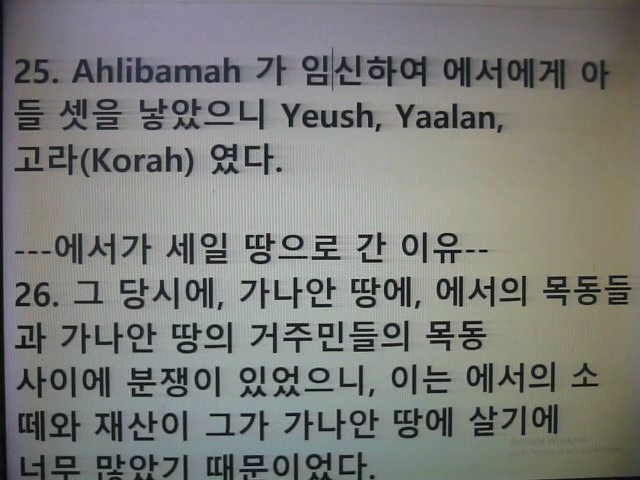 25. Ahlibamah 가 임신하여 에서에게 아
들 셋을 낳았으니 Yeush, Yaalan,
고라(Korah) 였다.
---에서가 세일 땅으로 간 이유--
26. 그 당시에, 가나안 땅에, 에서의 목동들
과 가나안 땅의 거주민들의 목동
사이에 분쟁이 있었으니, 이는 에서의 소
떼와 재산이 그가 가나안 땅에 살기에
너무 많았기 때문이었다.
Activate Windows